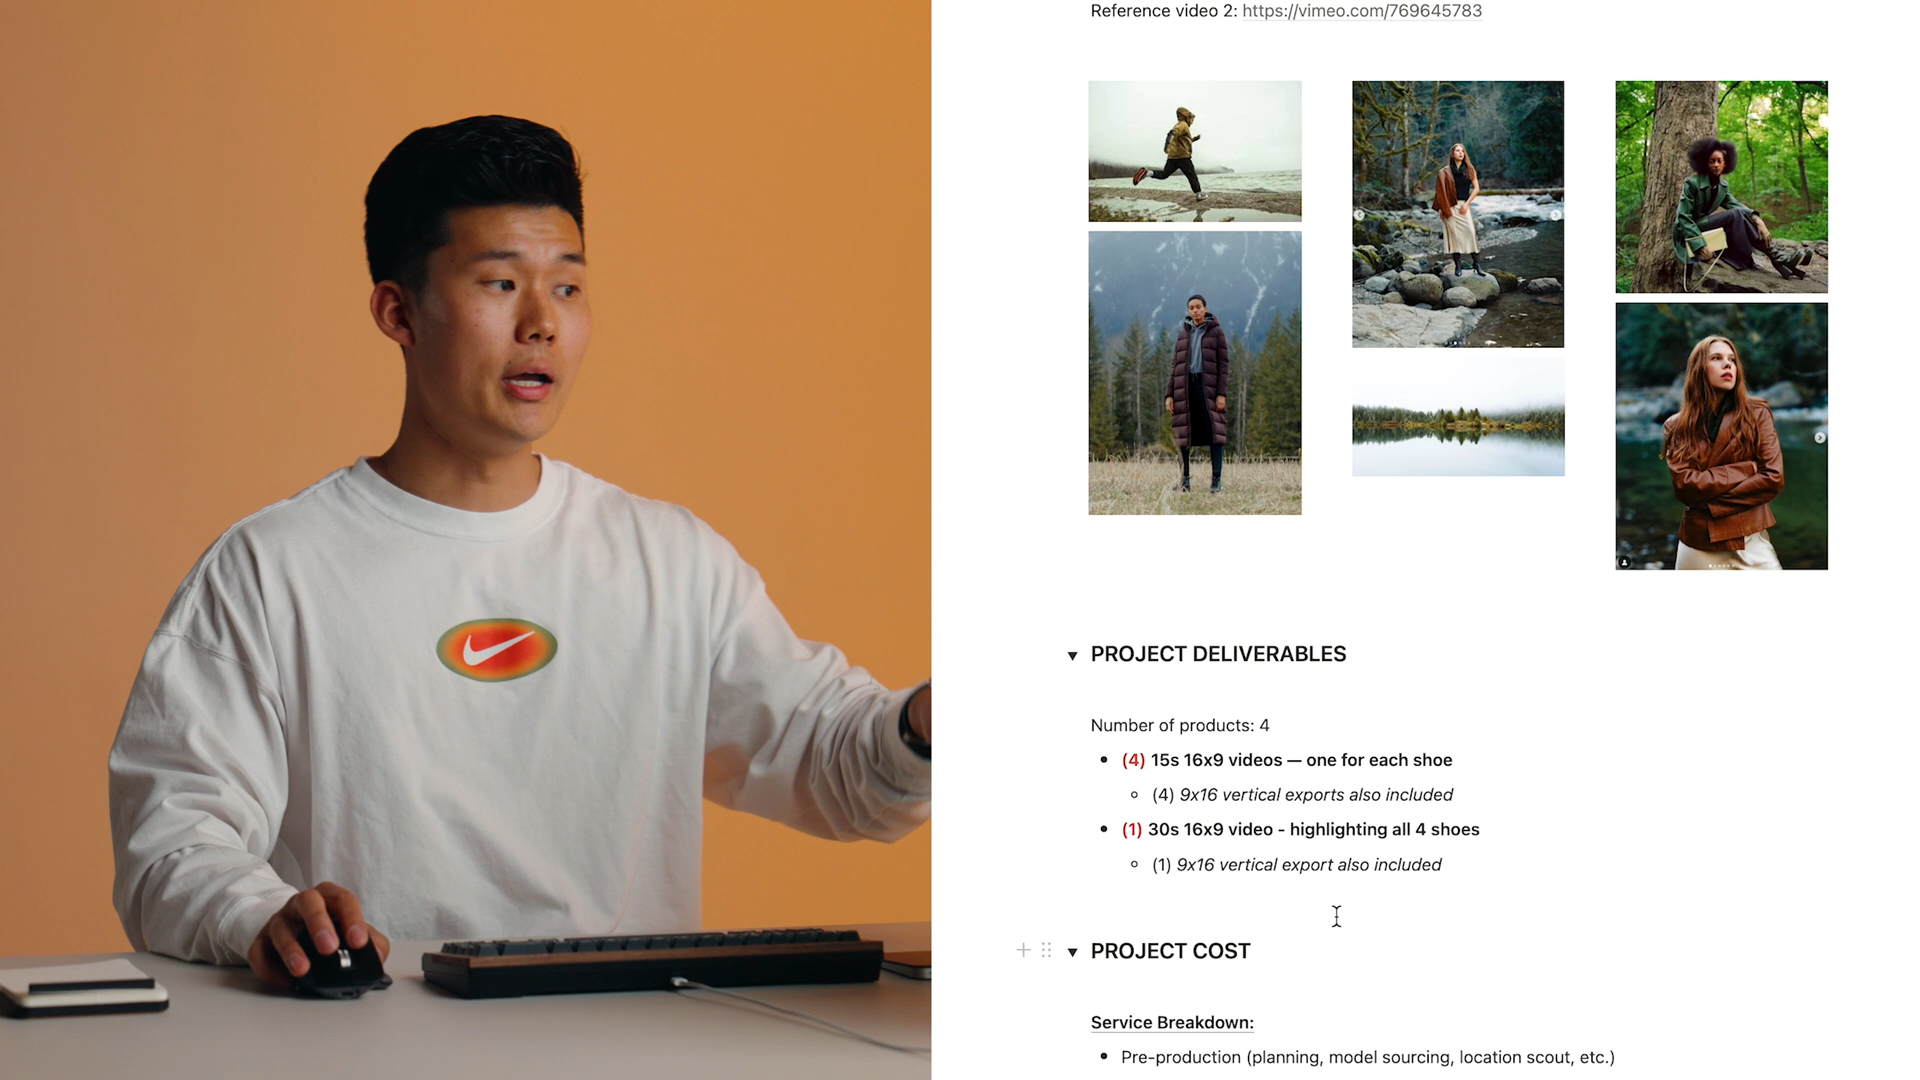 Reference video 2: https://vimeo.com/769645783
PROJECT DELIVERABLES
Number of products: 4
(4) 15s 16x9 videos — one for each shoe
(4) 9x16 vertical exports also included
(1) 30s 16x9 video - highlighting all 4 shoes
(1) 9x16 vertical export also included
PROJECT COST
Service Breakdown:
Pre-production (planning, model sourcing, location scout, etc.)